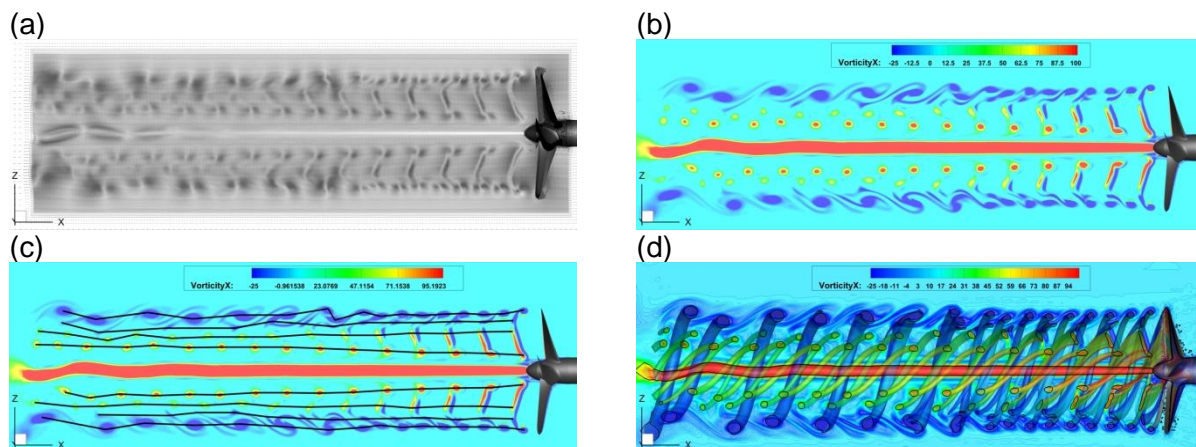 (a)
Z
Y X
(b)
VorticityX: -25 -12.5 0 12.5 25 37.5 50 62.5 75 87.5 100
Z
X
(c)
VorticityX: -25 -0.961538 23.0769 47.1154 71.1538 95.1923
Z
X
(d)
VorticityX: -25 -18 -11 -4 3 10 17 24 31 38 45 52 59 66 73 80 87 94
Z
X